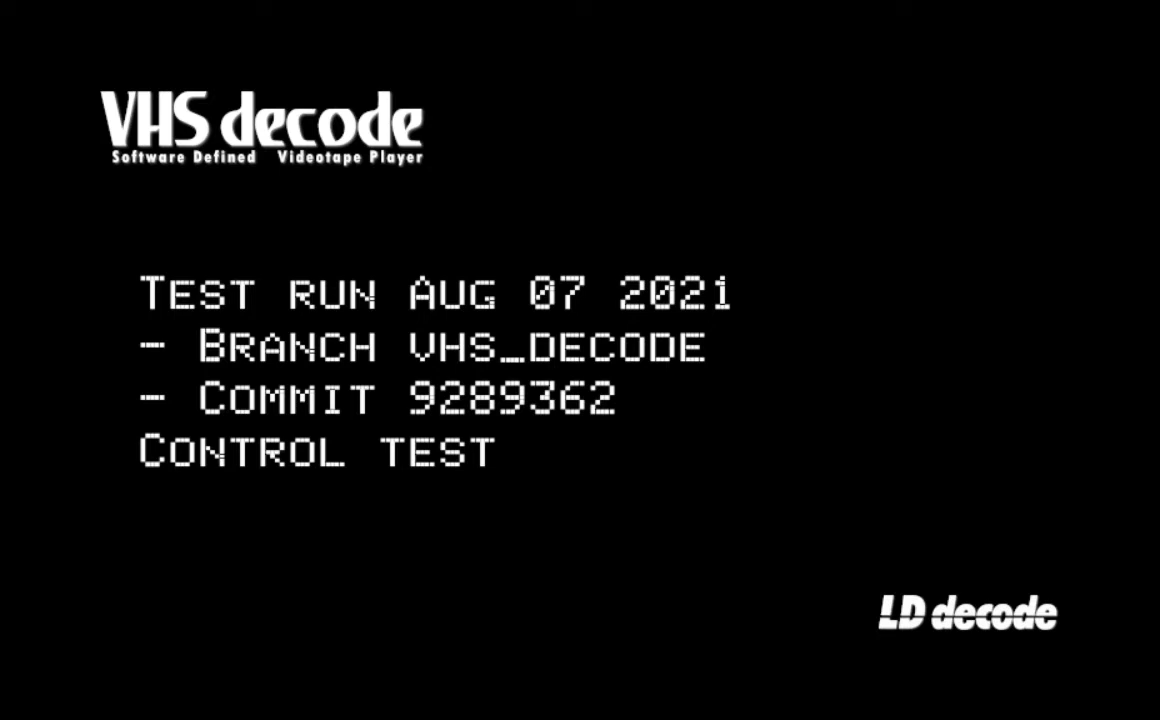 VHS decode
Software Defined Videotape Player
Test run Aug 07 2021
- Branch vhs_decode
- Commit 9289362
Control test
LD decode